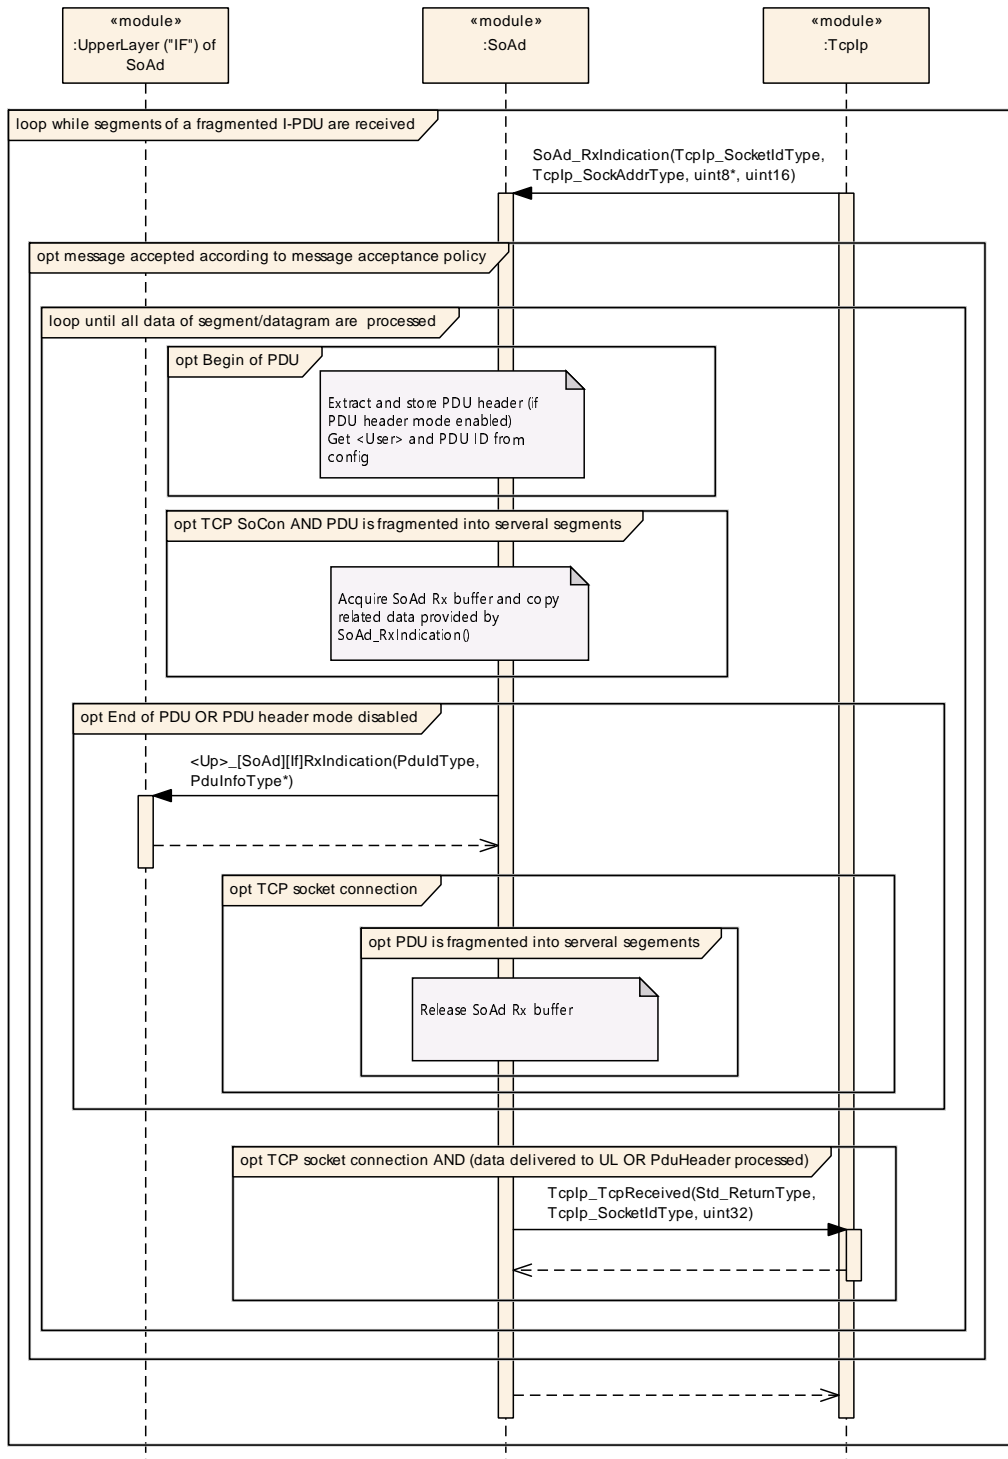 «module»
:UpperLayer ("IF") of
SoAd
«module»
:SoAd
«module»
:TcpIp
loop while segments of a fragmented I-PDU are received
SoAd_RxIndication(TcpIp_SocketIdType,
TcpIp_SockAddrType, uint8*, uint16)
opt message accepted according to message acceptance policy
loop until all data of segment/datagram are processed
opt Begin of PDU
Extract and store PDU header (if
PDU header mode enabled)
Get <User> and PDU ID from
config
opt TCP SoCon AND PDU is fragmented into serveral segments
Acquire SoAd Rx buffer and copy
related data provided by
SoAd_RxIndication()
opt End of PDU OR PDU header mode disabled
<Up>_[SoAd][If]RxIndication(PduIdType,
PduInfoType*)
opt TCP socket connection
opt PDU is fragmented into serveral segements
Release SoAd Rx buffer
opt TCP socket connection AND (data delivered to UL OR PduHeader processed)
TcpIp_TcpReceived(Std_ReturnType,
TcpIp_SocketIdType, uint32)